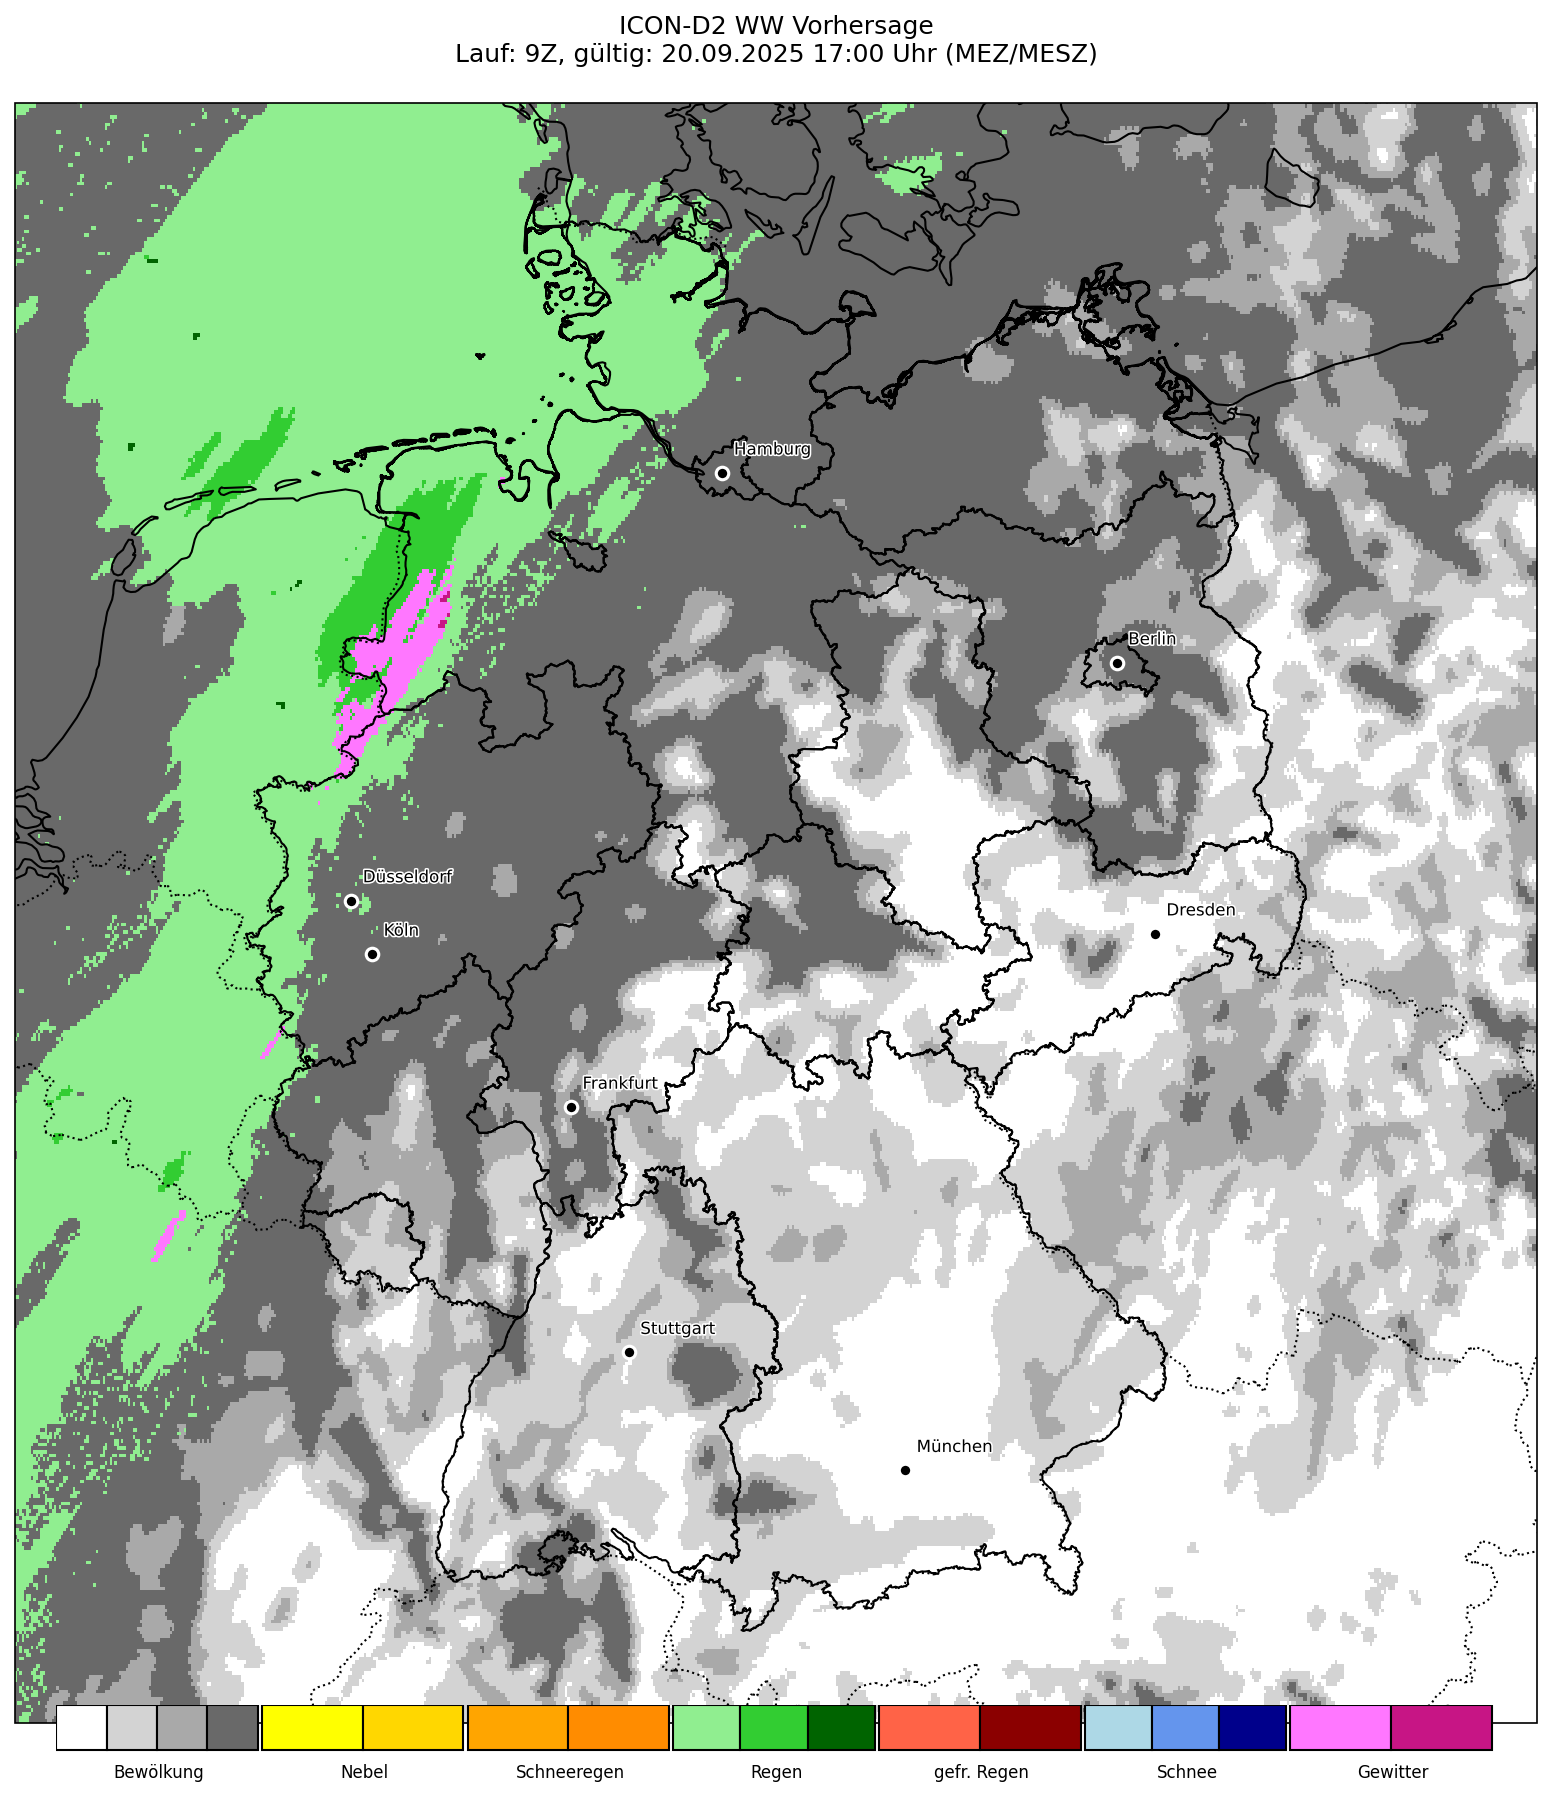 ICON-D2 WW Vorhersage
Lauf: 9Z, gültig: 20.09.2025 17:00 Uhr (MEZ/MESZ)
Hamburg
Berlin
Düsseldorf
Köln
Dresden
Frankfurt
Stuttgart
München
Bewölkung
Nebel
Schneeregen
Regen
gefr. Regen
Schnee
Gewitter